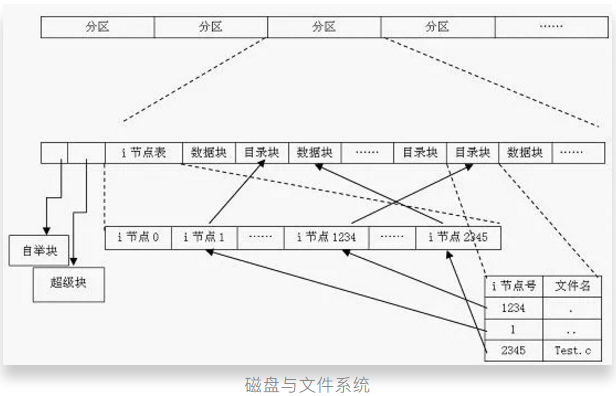 分区 分区 分区 分区 ……
i 节点表 数据块 目录块 数据块 …… 目录块 目录块 数据块 ……
i 节点 0 i 节点 1 …… i 节点 1234 …… i 节点 2345
自举块
超级块
i 节点号 文件名
1234 .
1 ..
2345 Test.c
磁盘与文件系统